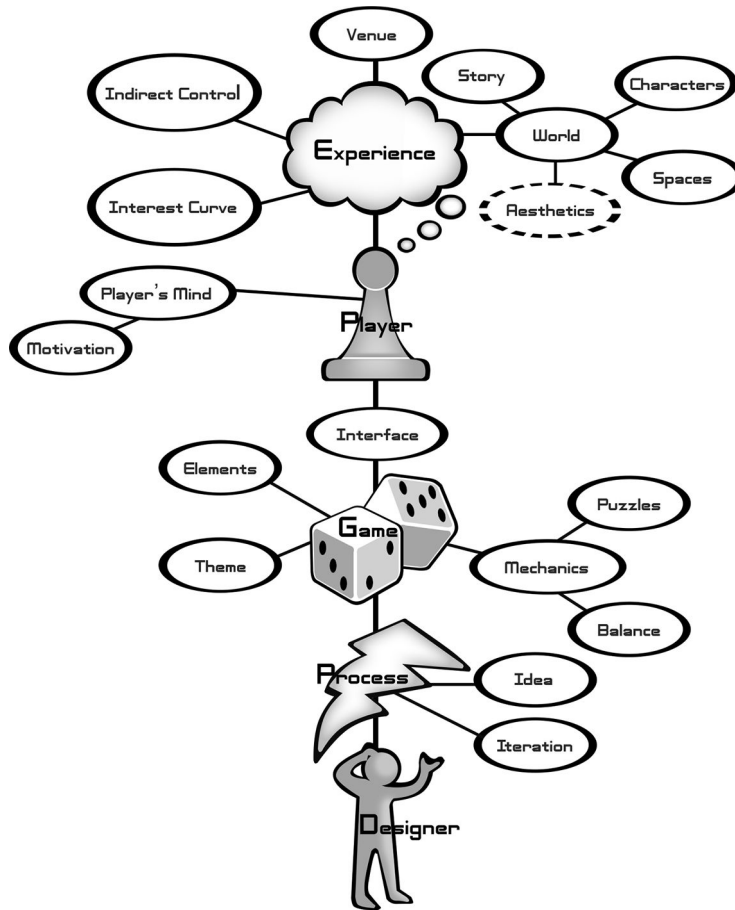 Venue
Story
Characters
Indirect Control
World
Experience
Spaces
Interest Curve
Aesthetics
Player's Mind
Player
Motivation
Interface
Elements
Puzzles
Game
Theme
Mechanics
Balance
Process
Idea
Iteration
Designer